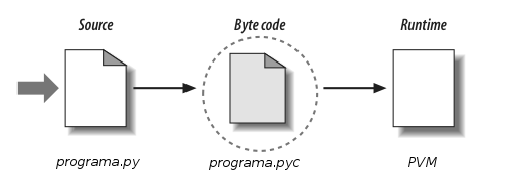 Source
Byte code
Runtime
programa.py
programa.pyc
PVM